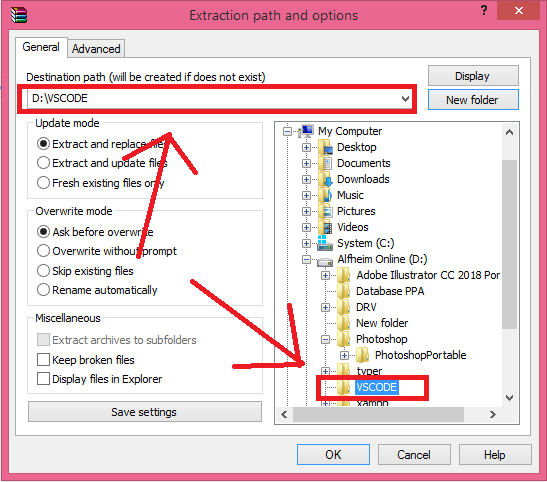 Extraction path and options
?
General
Advanced
Destination path (will be created if does not exist)
D:\VSCODE
Display
New folder
Update mode
Extract and replace files
Extract and update files
Fresh existing files only
Overwrite mode
Ask before overwrite
Overwrite without prompt
Skip existing files
Rename automatically
Miscellaneous
Extract archives to subfolders
Keep broken files
Display files in Explorer
Save settings
My Computer
Desktop
Documents
Downloads
Music
Pictures
Videos
System (C:)
Alfheim Online (D:)
Adobe Illustrator CC 2018 Por
Database PPA
DRV
New folder
Photoshop
PhotoshopPortable
typer
VSCODE
xampp
OK
Cancel
Help